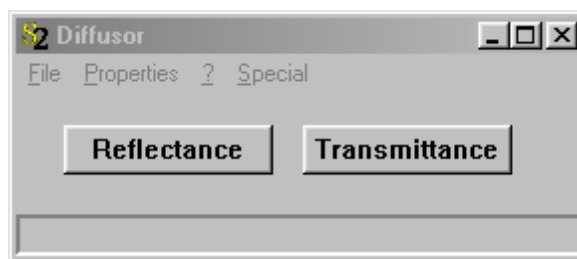 S2 Diffusor
File Properties ? Special
Reflectance Transmittance